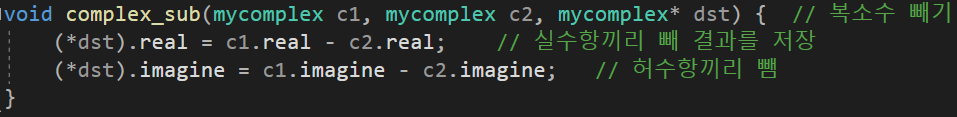 void complex_sub(mycomplex c1, mycomplex c2, mycomplex* dst) {  // 복소수 빼기
    (*dst).real = c1.real - c2.real;    // 실수항끼리 빼 결과를 저장
    (*dst).imagine = c1.imagine - c2.imagine;   // 허수항끼리 뺌
}